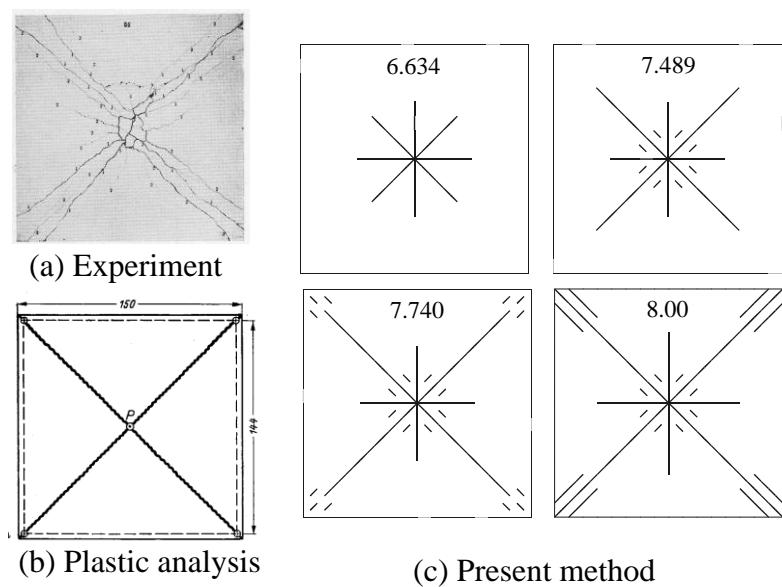 (a) Experiment
150
P
144
(b) Plastic analysis
6.634
7.489
7.740
8.00
(c) Present method